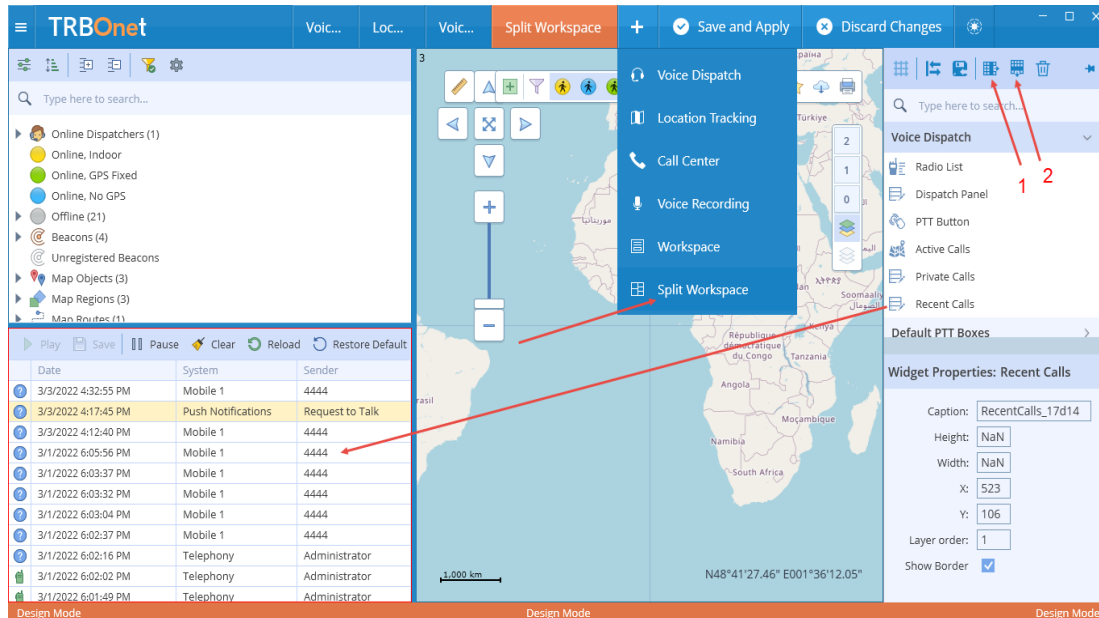 TRBOnet
Voic...
Loc...
Voic...
Split Workspace
Save and Apply
Discard Changes
Type here to search...
Online Dispatchers (1)
Online, Indoor
Online, GPS Fixed
Online, No GPS
Offline (21)
Beacons (4)
Unregistered Beacons
Map Objects (3)
Map Regions (3)
Map Routes (1)
Play Save Pause Clear Reload Restore Default
Date System Sender
3/3/2022 4:32:55 PM Mobile 1 4444
3/3/2022 4:17:45 PM Push Notifications Request to Talk
3/3/2022 4:12:40 PM Mobile 1 4444
3/1/2022 6:05:56 PM Mobile 1 4444
3/1/2022 6:03:37 PM Mobile 1 4444
3/1/2022 6:03:32 PM Mobile 1 4444
3/1/2022 6:03:04 PM Mobile 1 4444
3/1/2022 6:02:37 PM Mobile 1 4444
3/1/2022 6:02:16 PM Telephony Administrator
3/1/2022 6:02:02 PM Telephony Administrator
3/1/2022 6:01:49 PM Telephony Administrator
3
Voice Dispatch
Location Tracking
Call Center
Voice Recording
Workspace
Split Workspace
Türkiye
2
1
0
موريتانيا
Soomaaliy
République
démocratique
du Congo
Kenya
Tanzania
Angola
Moçambique
Namibia
South Africa
rasil
1,000 km
N48°41'27.46" E001°36'12.05"
Type here to search...
1
2
Voice Dispatch
Radio List
Dispatch Panel
PTT Button
Active Calls
Private Calls
Recent Calls
Default PTT Boxes
Widget Properties: Recent Calls
Caption: RecentCalls_17d14
Height: NaN
Width: NaN
X: 523
Y: 106
Layer order: 1
Show Border
Design Mode
Design Mode
Design Mode